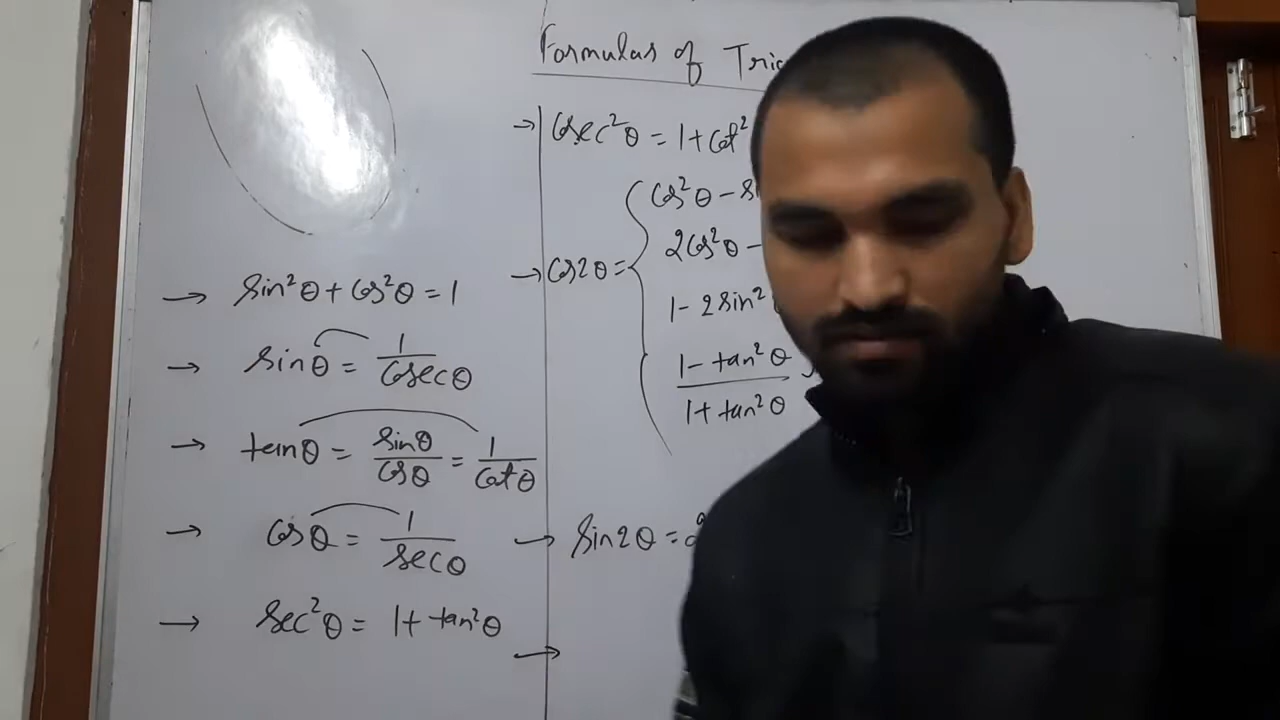 Formulas of
→ sin²θ + cos²θ = 1
→ sinθ = 1/cosecθ
→ tanθ = sinθ/cosθ = 1/cotθ
→ cosθ = 1/secθ
→ sec²θ = 1 + tan²θ
→ cosec²θ = 1 + cot²
→ cos2θ = {
cos²θ −
2cos²θ −
1 − 2sin²
1 − tan²θ / 1 + tan²θ
→ sin2θ =
→